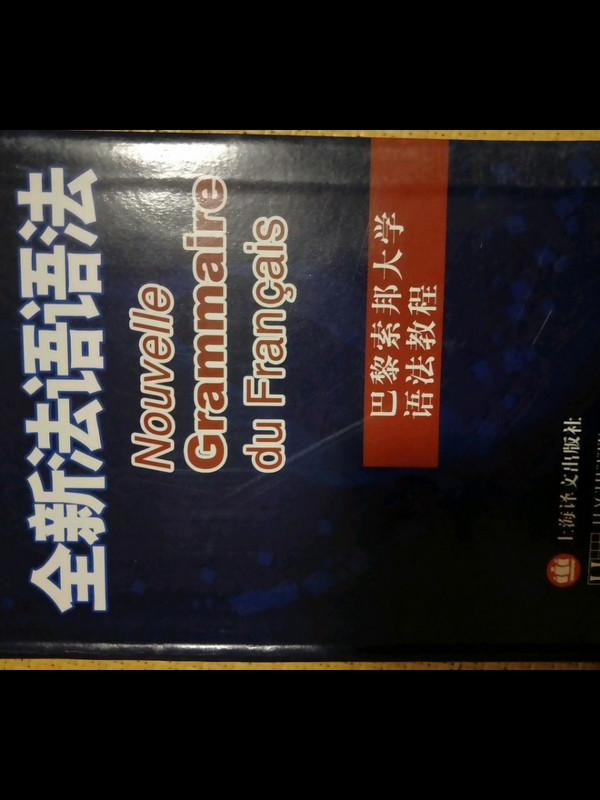 全新法语语法
Nouvelle
Grammaire
du Français
巴黎索邦大学
语法教程
上海译文出版社